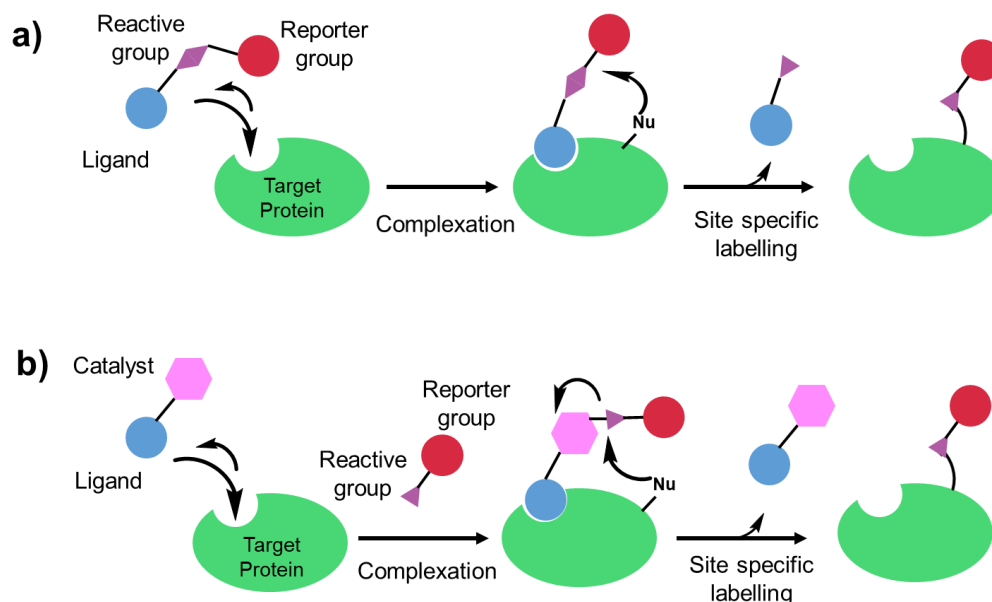 a)
Reactive
group
Reporter
group
Ligand
Target
Protein
Complexation
Nu
Site specific
labelling
b)
Catalyst
Ligand
Target
Protein
Reporter
group
Reactive
group
Complexation
Nu
Site specific
labelling